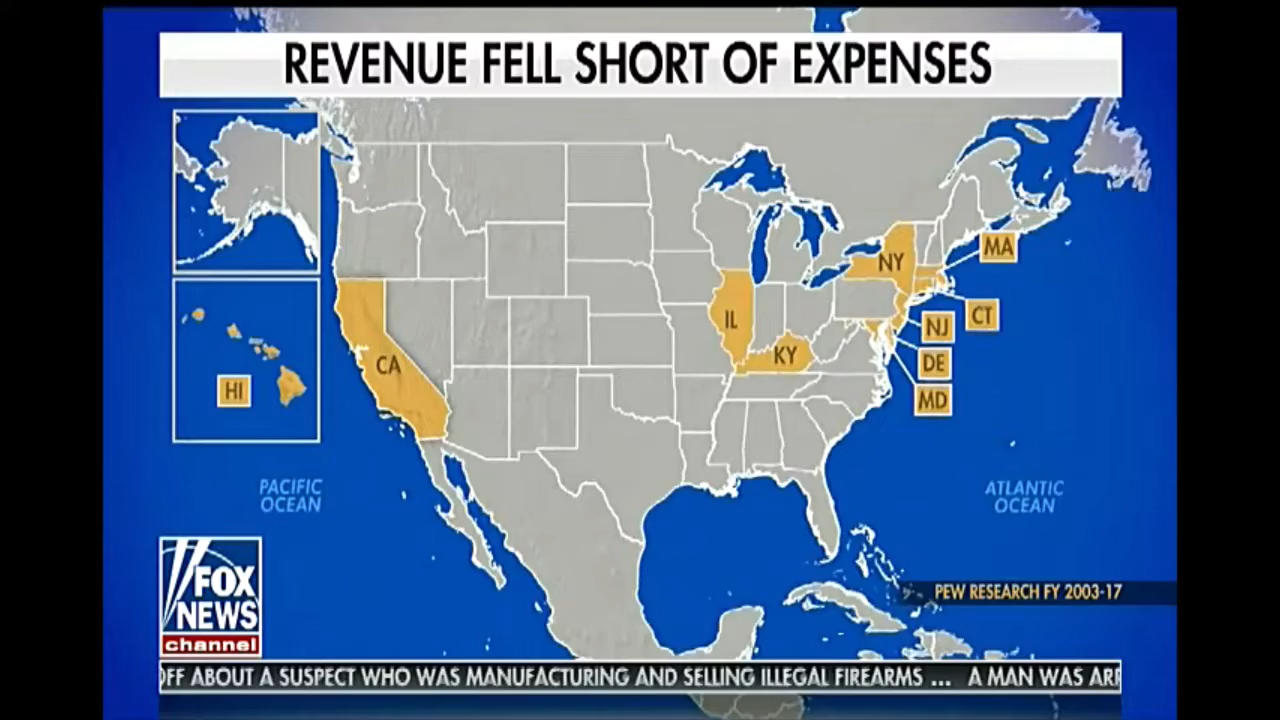 REVENUE FELL SHORT OF EXPENSES
MA
NY
CT
IL
NJ
KY
DE
CA
HI
MD
PACIFIC
OCEAN
ATLANTIC
OCEAN
FOX
NEWS
channel
PEW RESEARCH FY 2003-17
ABOUT A SUSPECT WHO WAS MANUFACTURING AND SELLING ILLEGAL FIREARMS ... A MAN WAS